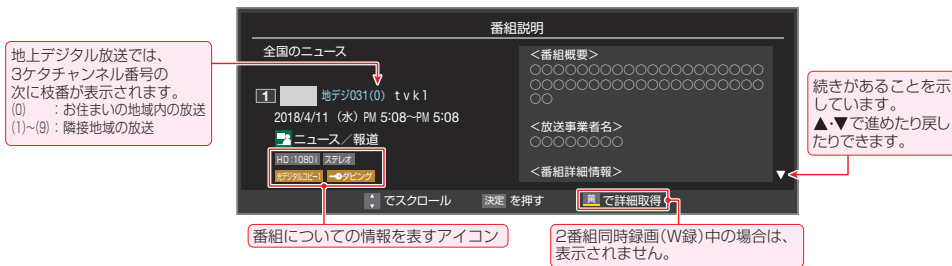 番組説明
地上デジタル放送では、
3ケタチャンネル番号の
次に枝番が表示されます。
(0) :お住まいの地域内の放送
(1)~(9):隣接地域の放送
全国のニュース
1 地デジ031(0) tvk1
2018/4/11 (水) PM 5:08~PM 5:08
ニュース/報道
HD:1080i ステレオ
光デジタルコピー1 ダビング
<番組概要>
○○○○○○○○○○○○○○○○○○○○
○○○○○○○○○○○○○○○○○○○○
○○
<放送事業者名>
○○○○○○○○
<番組詳細情報>
▼
続きがあることを示
しています。
▲・▼で進めたり戻し
たりできます。
でスクロール 決定 を押す 黄 で詳細取得
番組についての情報を表すアイコン
2番組同時録画(W録)中の場合は、
表示されません。